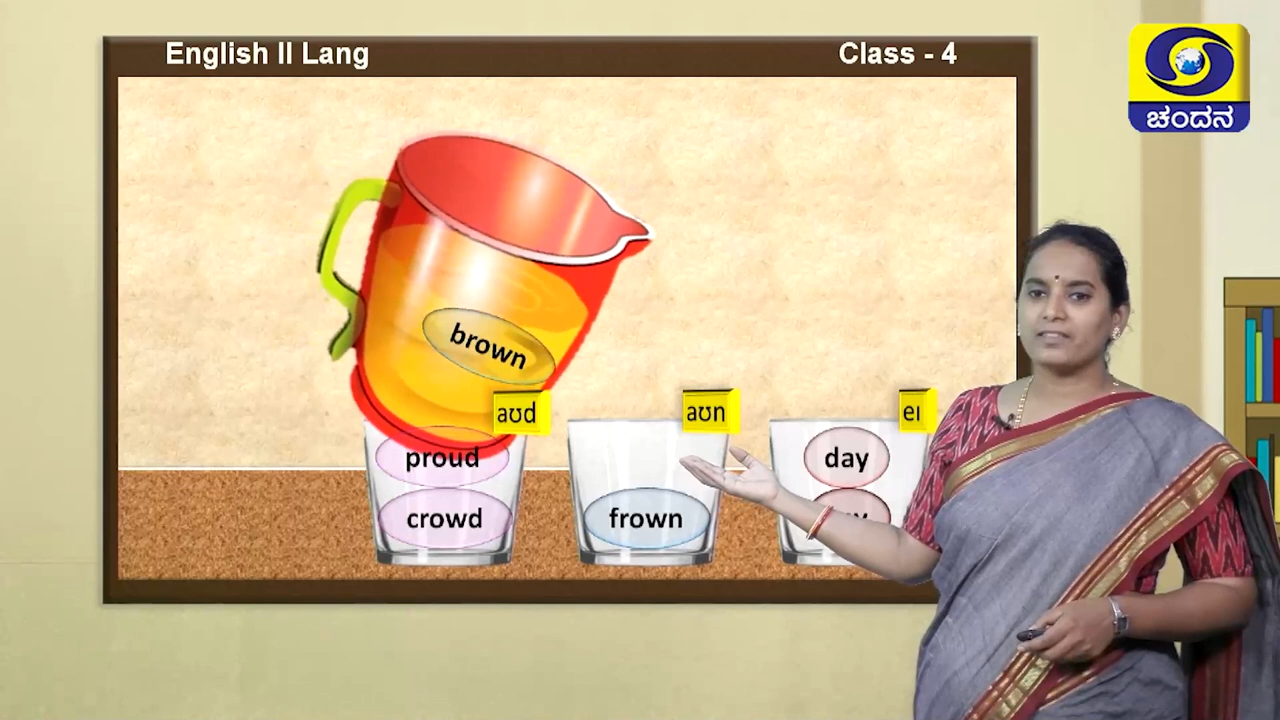 English II Lang
Class - 4
ಚಂದನ
brown
aʊd
aʊn
eɪ
proud
day
crowd
frown